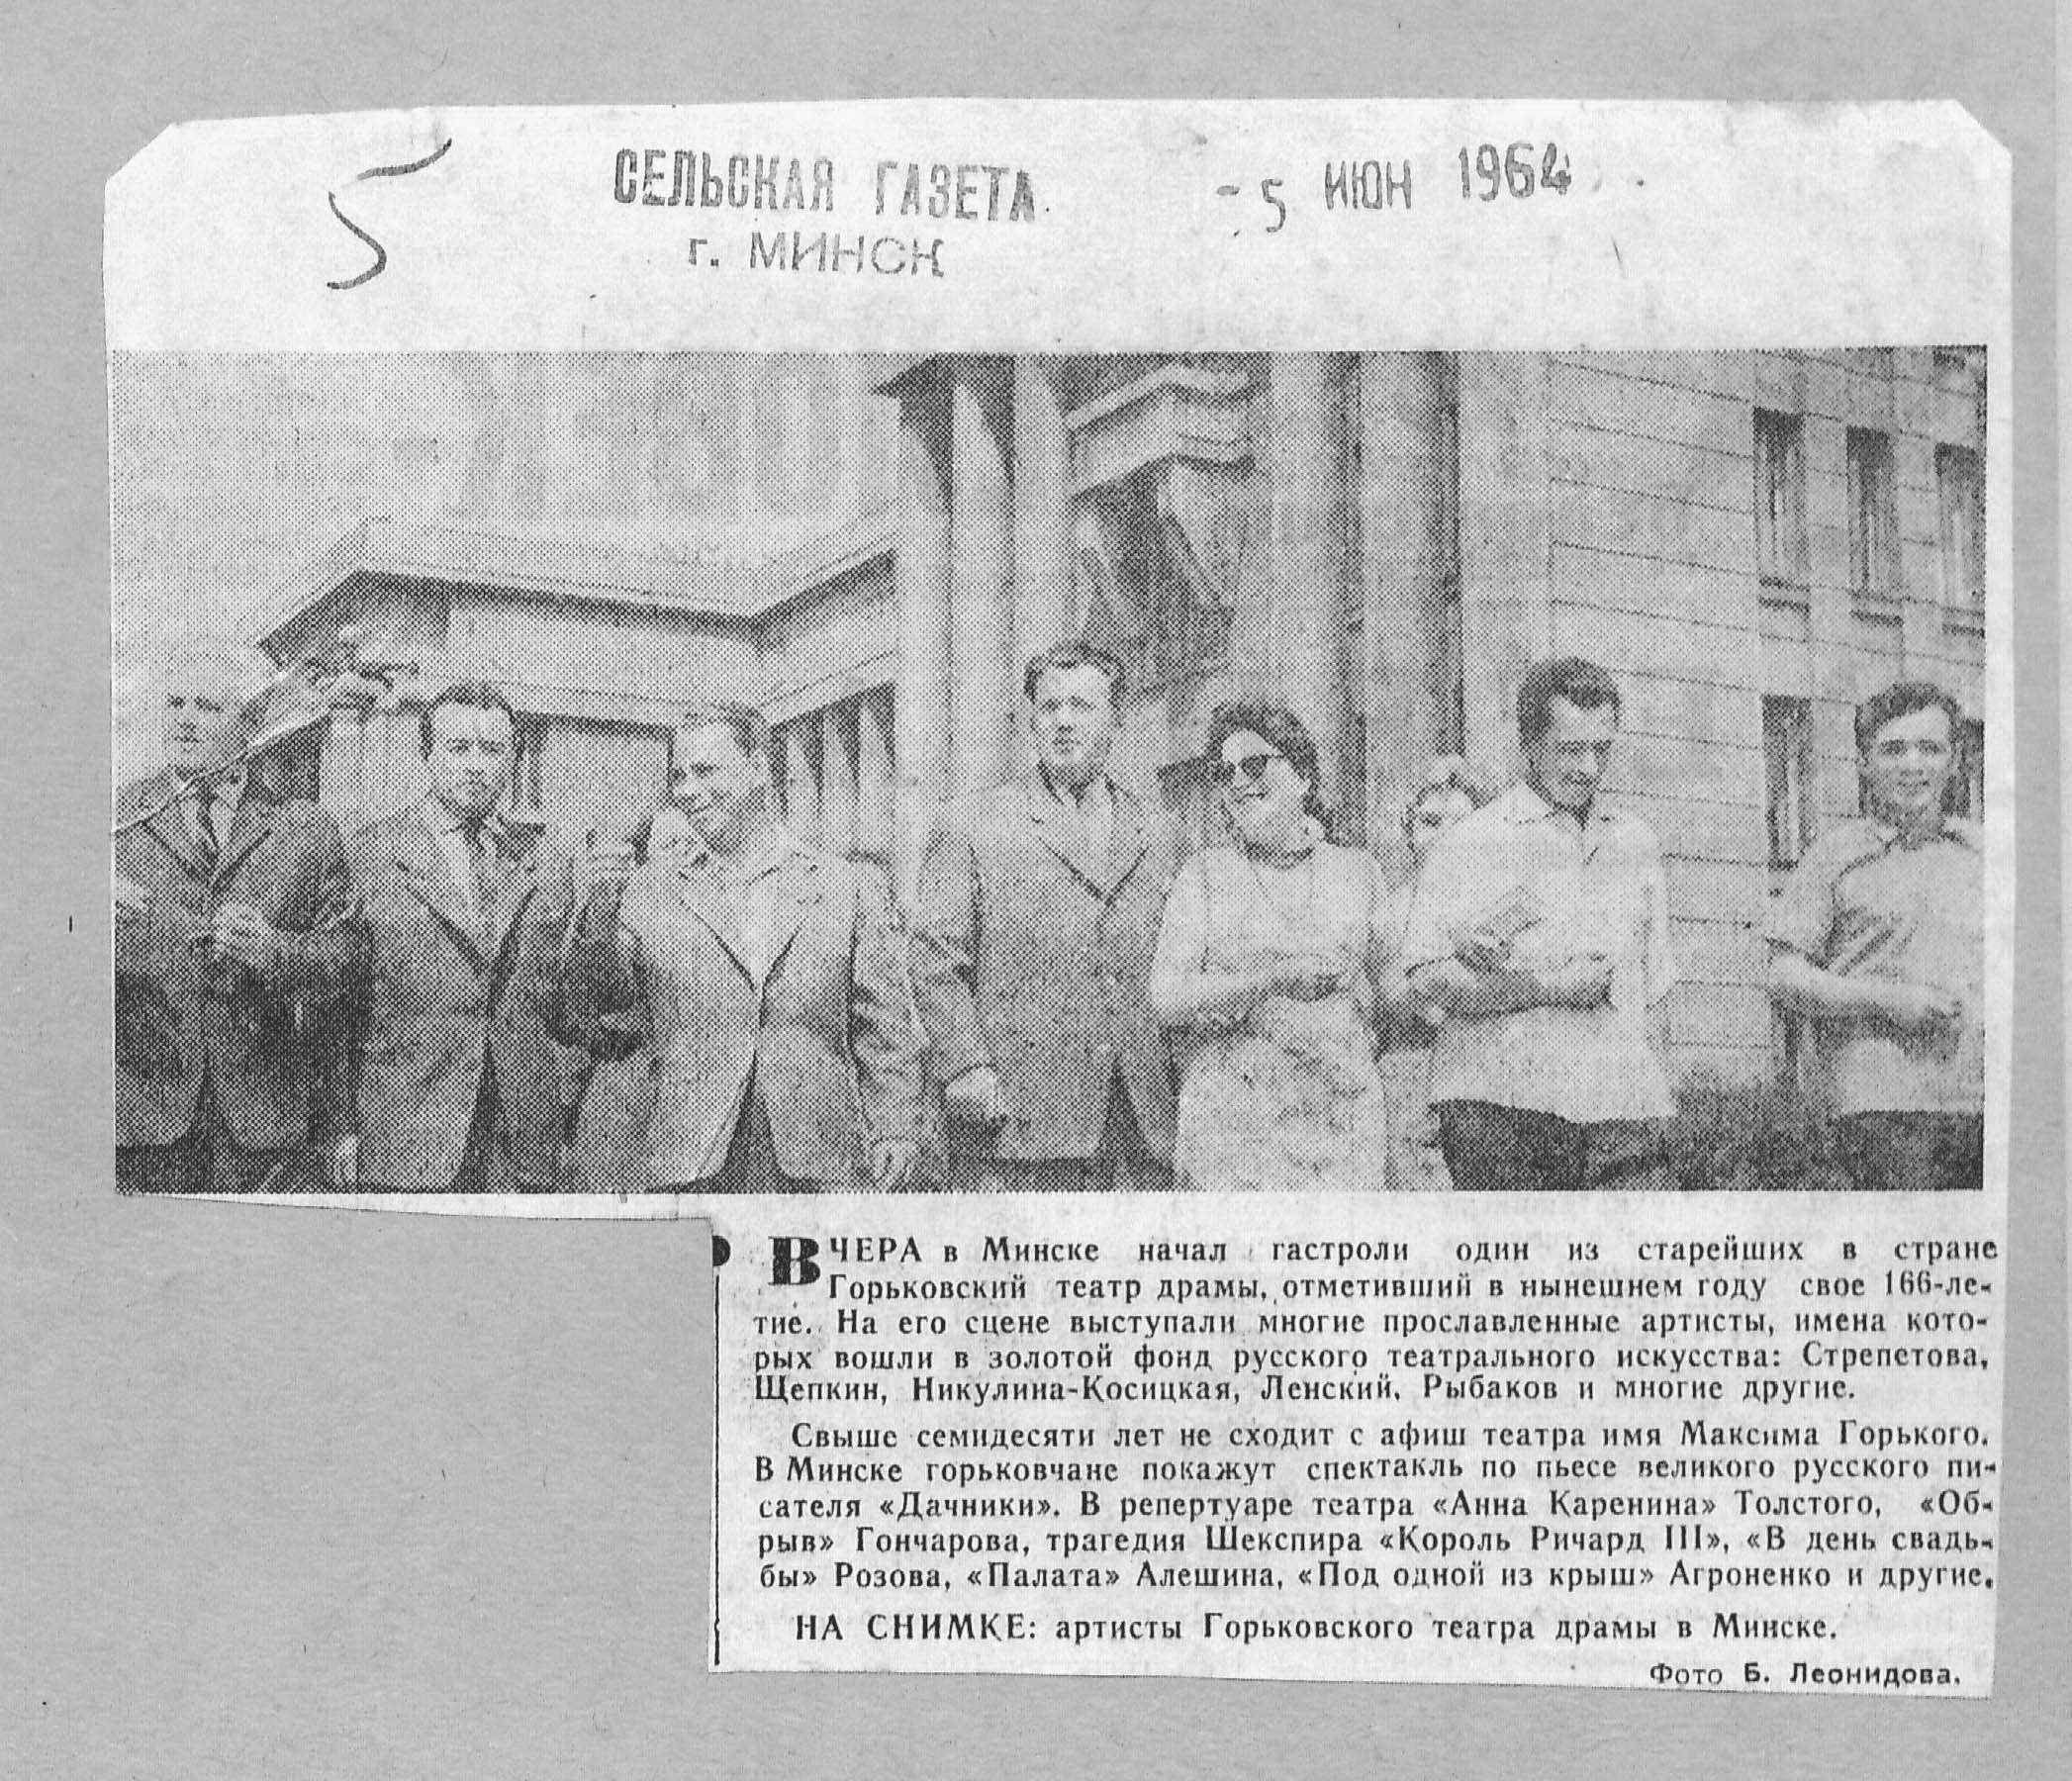 5
СЕЛЬСКАЯ ГАЗЕТА
г. МИНСК
- 5 ИЮН 1964
ВЧЕРА в Минске начал гастроли один из старейших в стране
Горьковский театр драмы, отметивший в нынешнем году свое 166-ле-
тие. На его сцене выступали многие прославленные артисты, имена кото-
рых вошли в золотой фонд русского театрального искусства: Стрепетова,
Щепкин, Никулина-Косицкая, Ленский, Рыбаков и многие другие.
Свыше семидесяти лет не сходит с афиш театра имя Максима Горького.
В Минске горьковчане покажут спектакль по пьесе великого русского пи-
сателя «Дачники». В репертуаре театра «Анна Каренина» Толстого, «Об-
рыв» Гончарова, трагедия Шекспира «Король Ричард III», «В день свадь-
бы» Розова, «Палата» Алешина, «Под одной из крыш» Агроненко и другие.
НА СНИМКЕ: артисты Горьковского театра драмы в Минске.
Фото Б. Леонидова.